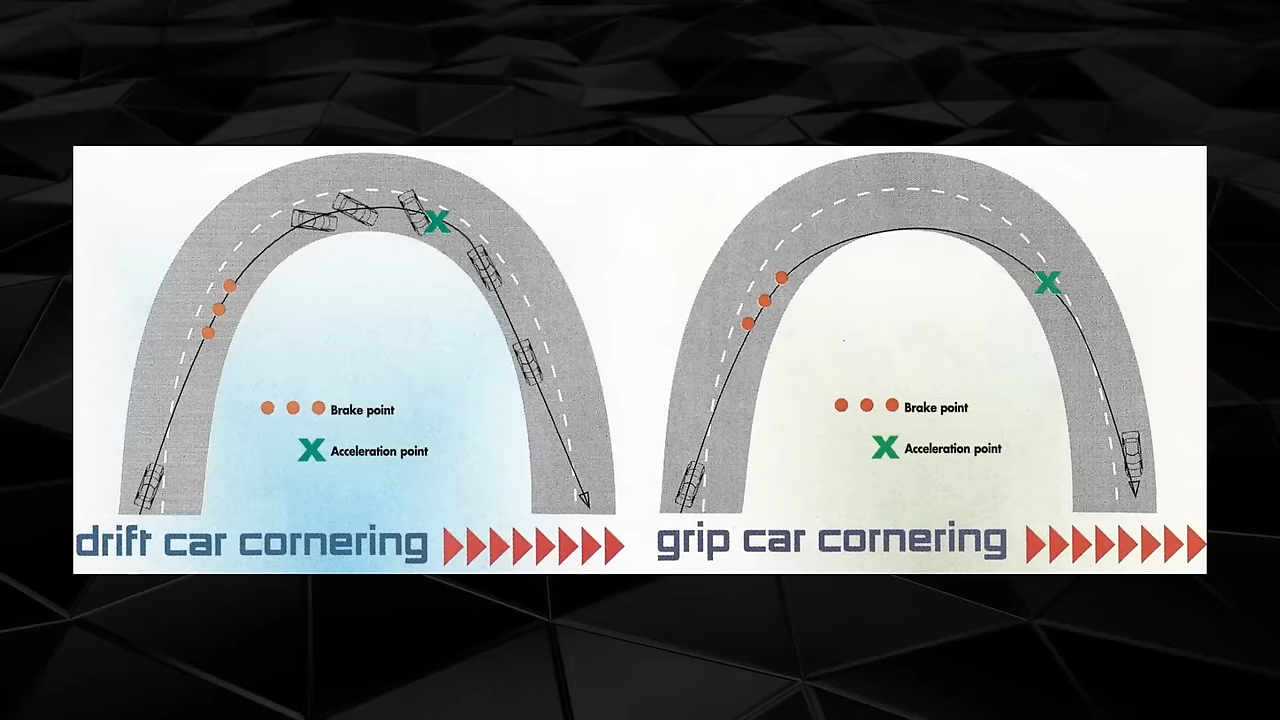 Brake point
X Acceleration point
drift car cornering
Brake point
X Acceleration point
grip car cornering